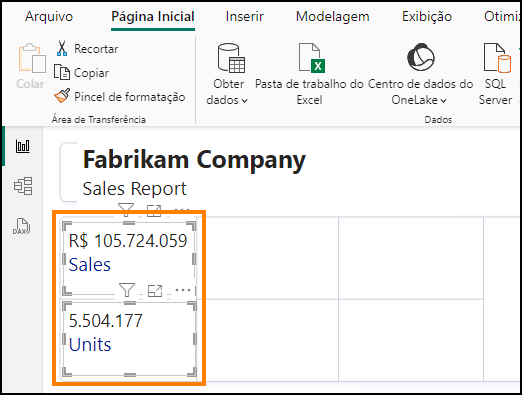 Arquivo Página Inicial Inserir Modelagem Exibição Otimi
Colar
Recortar
Copiar
Pincel de formatação
Área de Transferência
Obter
dados
Pasta de trabalho do
Excel
Centro de dados do
OneLake
SQL
Server
Dados
DAX
Fabrikam Company
Sales Report
R$ 105.724.059
Sales
5.504.177
Units